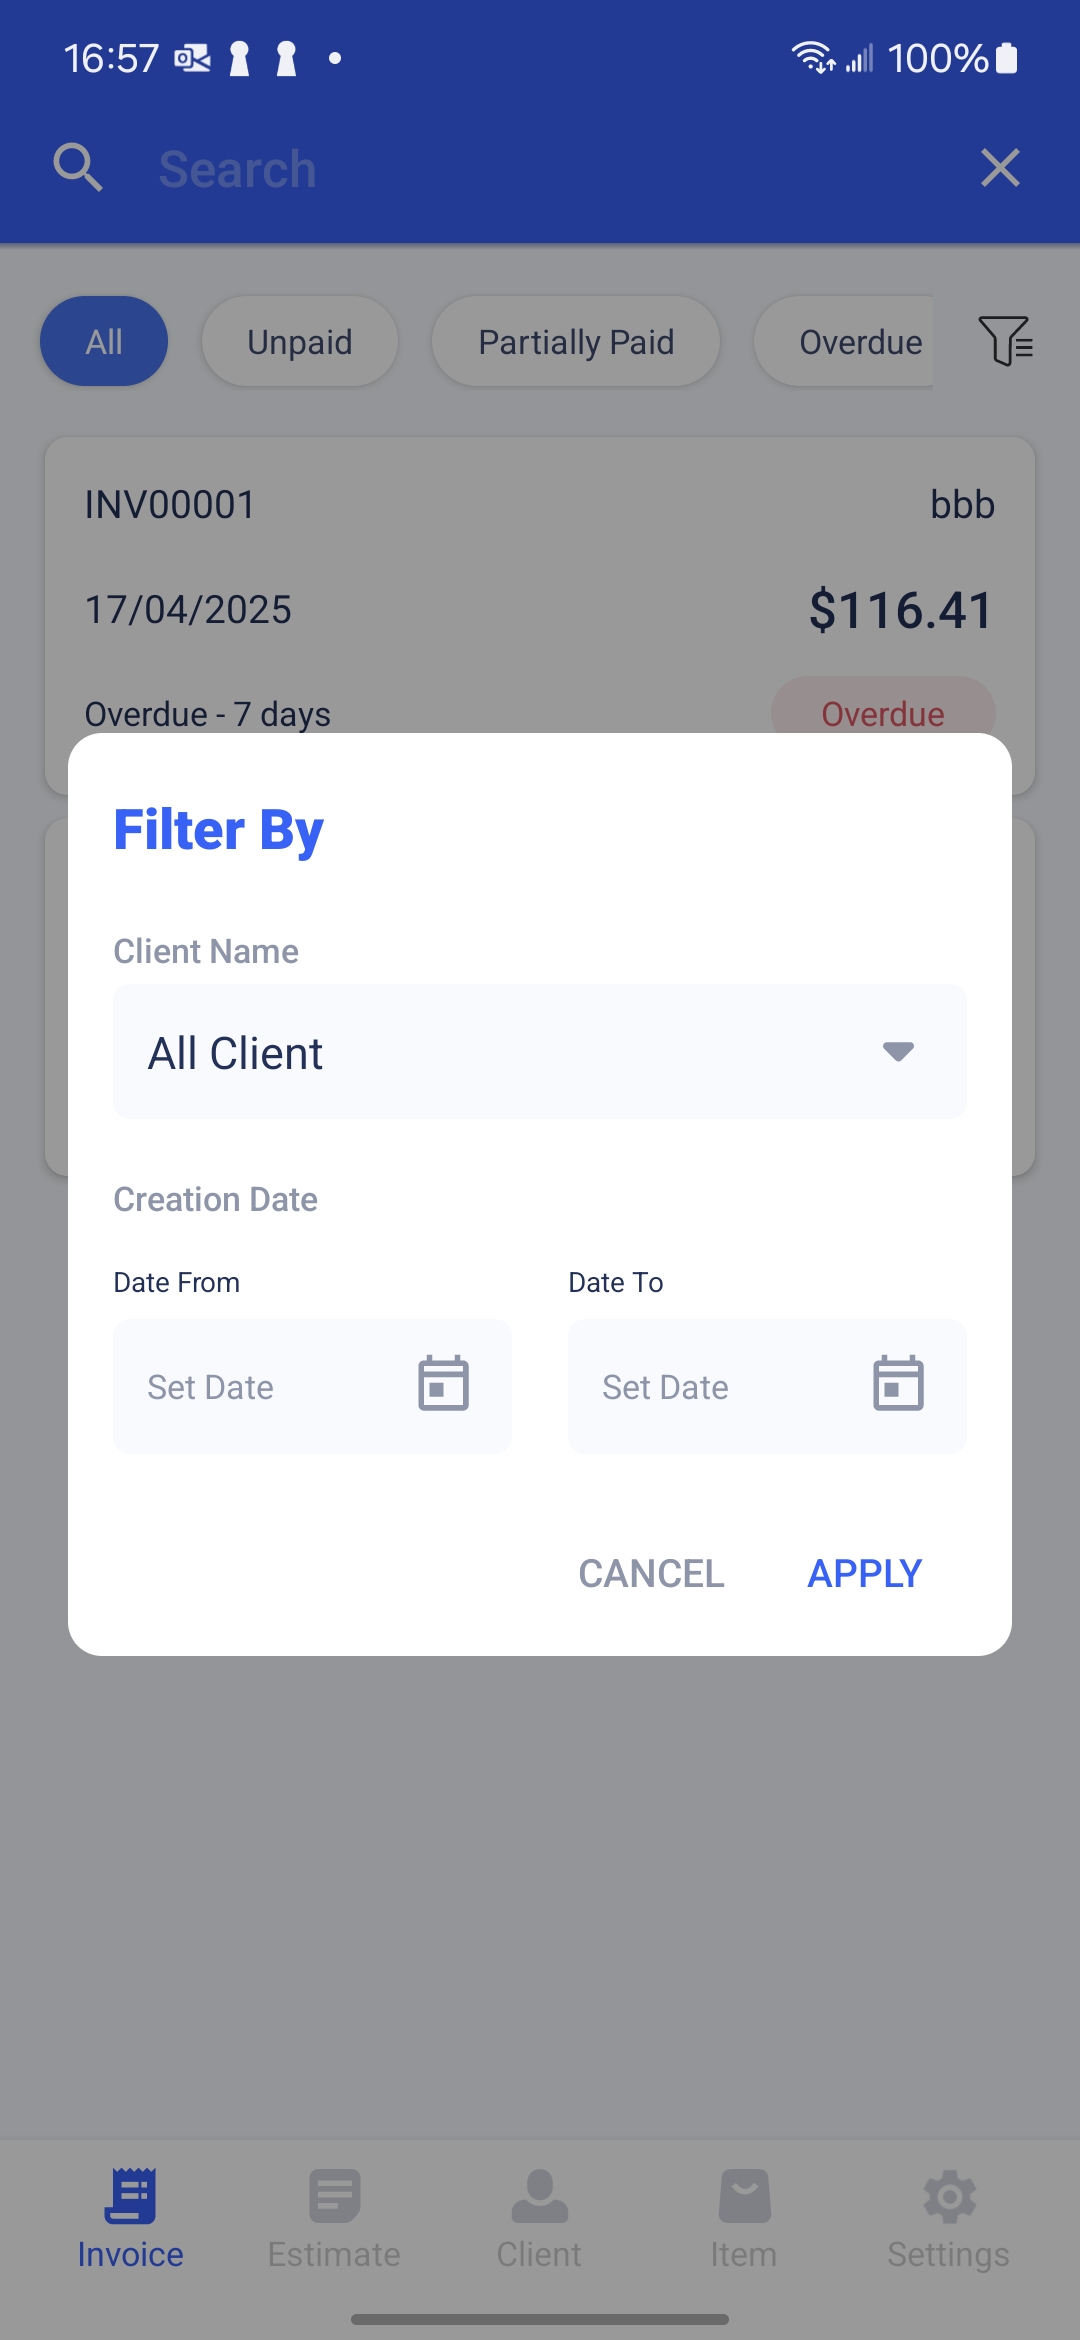 16:57 100%
Search
All Unpaid Partially Paid Overdue
INV00001 bbb
17/04/2025 $116.41
Overdue - 7 days Overdue
Filter By
Client Name
All Client
Creation Date
Date From Date To
Set Date Set Date
CANCEL APPLY
Invoice Estimate Client Item Settings